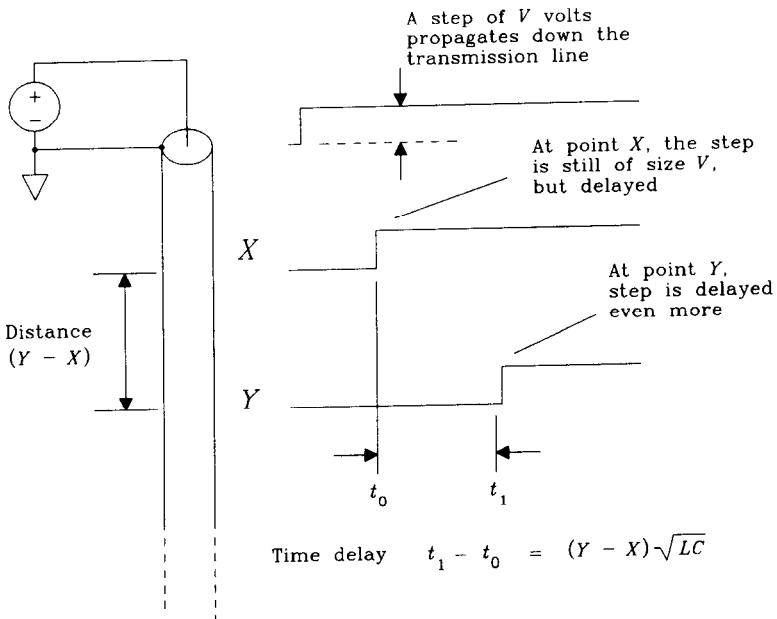 A step of V volts
propagates down the
transmission line
+
−
At point X, the step
is still of size V,
but delayed
X
At point Y,
step is delayed
even more
Distance
(Y − X)
Y
t₀ t₁
Time delay t₁ − t₀ = (Y − X)√LC